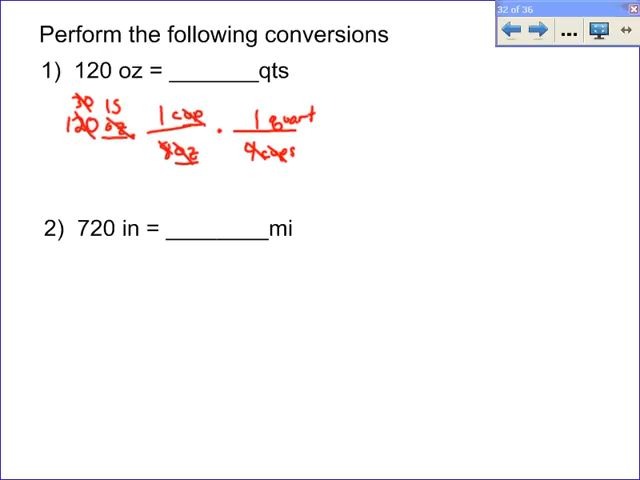 32 of 36
Perform the following conversions
1) 120 oz = _______qts
30 15
120 oz 1 cup/8 oz · 1 quart/4 cups
2) 720 in = ________mi